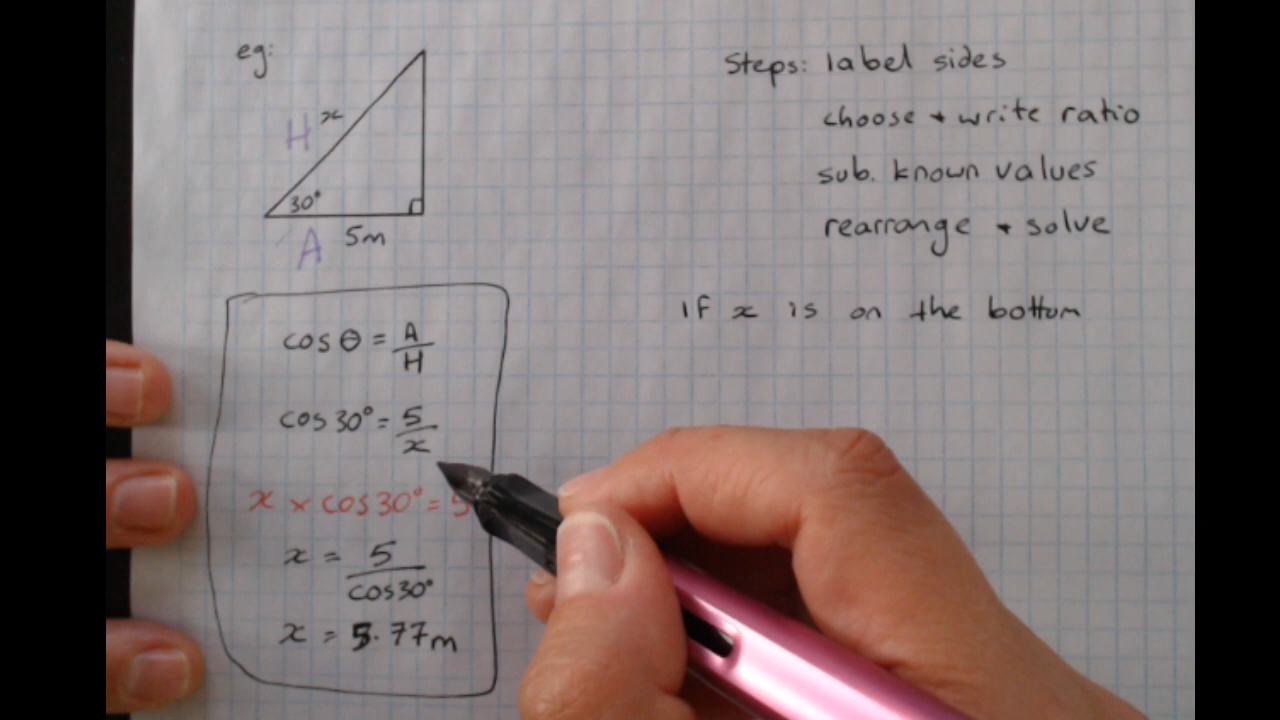 eg:
H x
30°
A 5m
cos θ = A/H
cos 30° = 5/x
x × cos 30° = 5
x = 5/cos30°
x = 5.77m
Steps: label sides
choose + write ratio
sub. known values
rearrange + solve
if x is on the bottom